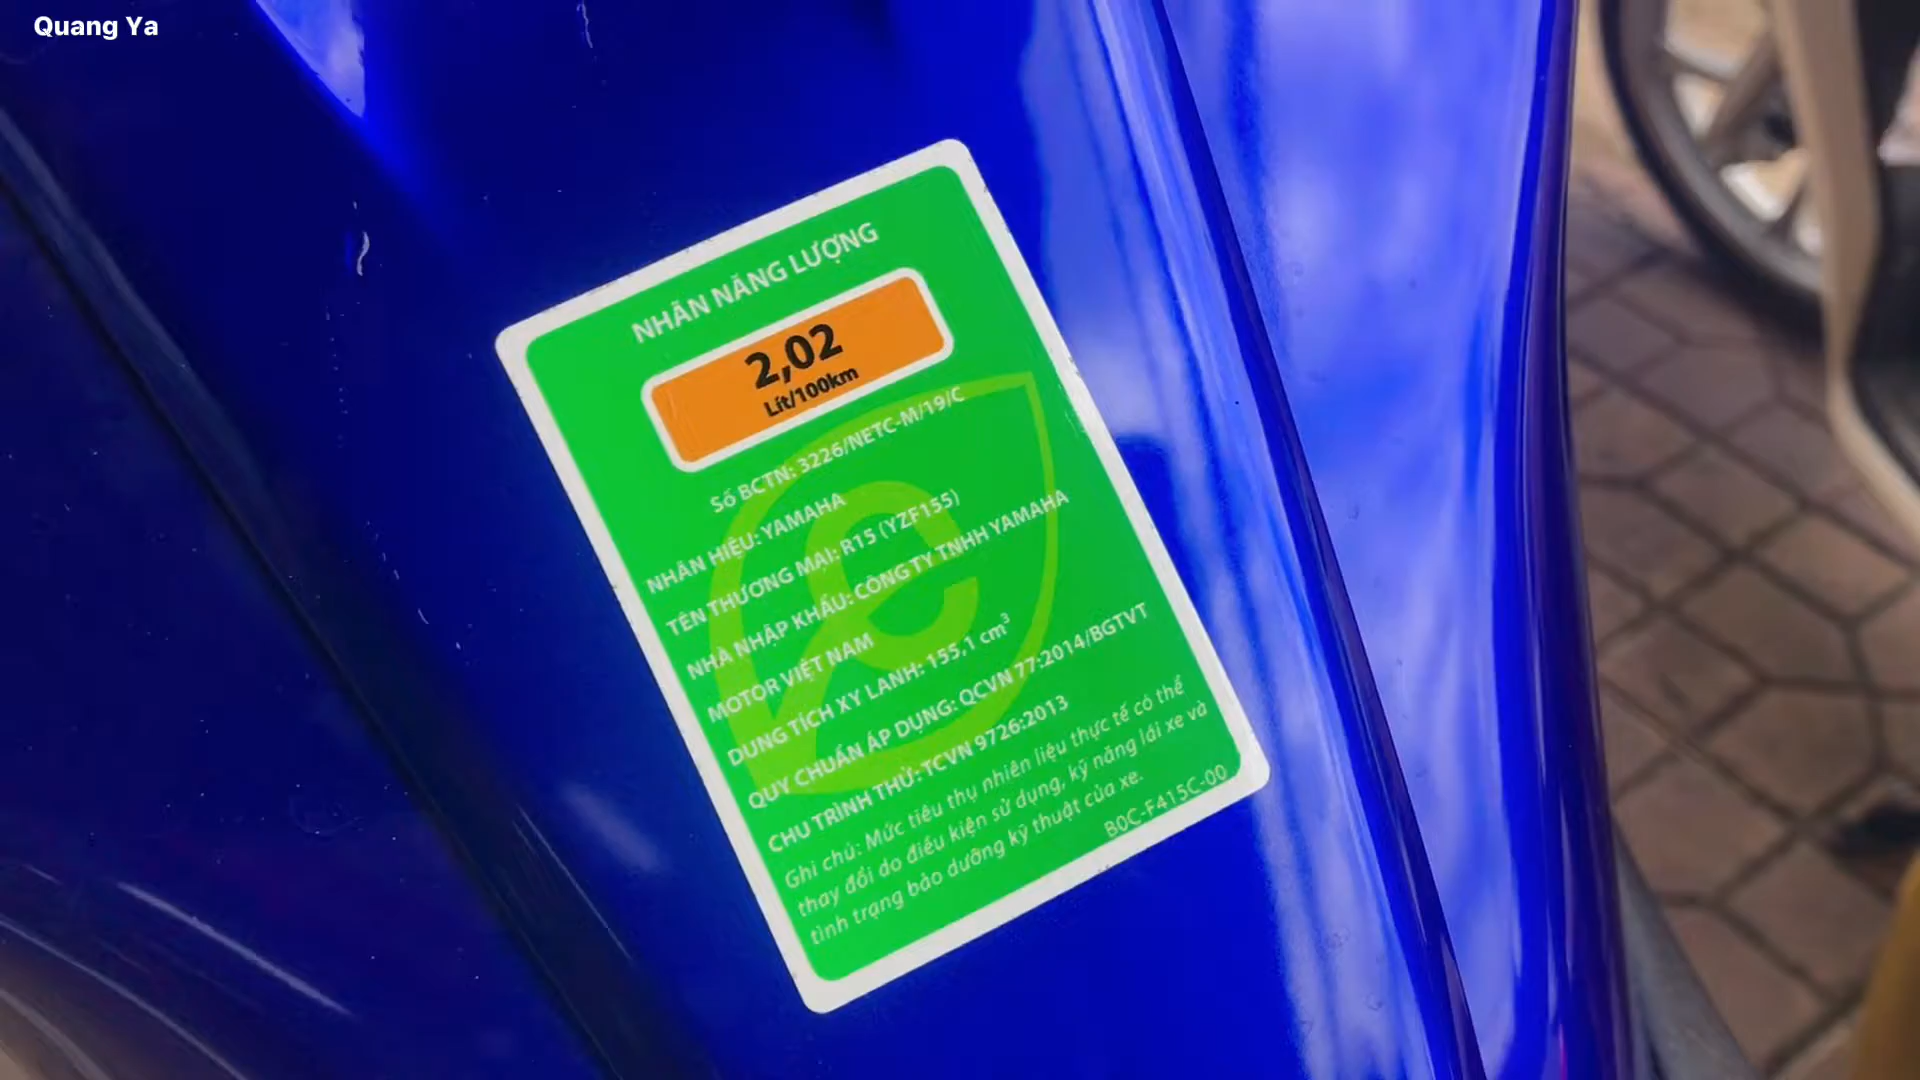 Quang Ya
NHÃN NĂNG LƯỢNG
2,02
Lít/100km
Số BCTN: 3226/NETC-M/19/C
NHÃN HIỆU: YAMAHA
TÊN THƯƠNG MẠI: R15 (YZF155)
NHÀ NHẬP KHẨU: CÔNG TY TNHH YAMAHA
MOTOR VIỆT NAM
DUNG TÍCH XY LANH: 155,1 cm³
QUY CHUẨN ÁP DỤNG: QCVN 77:2014/BGTVT
CHU TRÌNH THỬ: TCVN 9726:2013
Ghi chú: Mức tiêu thụ nhiên liệu thực tế có thể
thay đổi do điều kiện sử dụng, kỹ năng lái xe và
tình trạng bảo dưỡng kỹ thuật của xe.
B0C-F415C-00